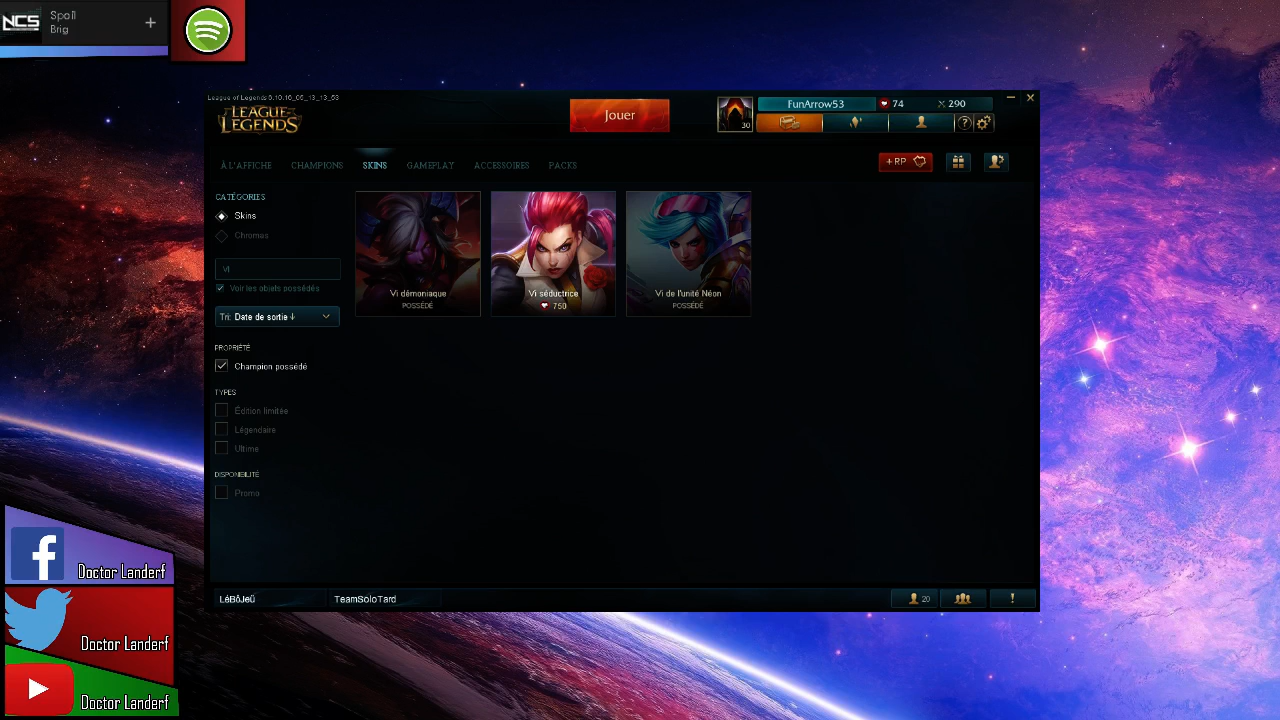 NCS
Spoil
Brig
League of Legends
LEAGUE OF
LEGENDS
Jouer
30
FunArrow53
74
290
À L'AFFICHE
CHAMPIONS
SKINS
GAMEPLAY
ACCESSOIRES
PACKS
+RP
CATÉGORIES
Skins
Chromas
Vi
Voir les objets possédés
Tri: Date de sortie ↓
PROPRIÉTÉ
Champion possédé
TYPES
Édition limitée
Légendaire
Ultime
DISPONIBILITÉ
Promo
Vi démoniaque
POSSÉDÉ
Vi séductrice
750
Vi de l'unité Néon
POSSÉDÉ
LéBôJeü
TeamSoloTard
20
Doctor Landerf
Doctor Landerf
Doctor Landerf